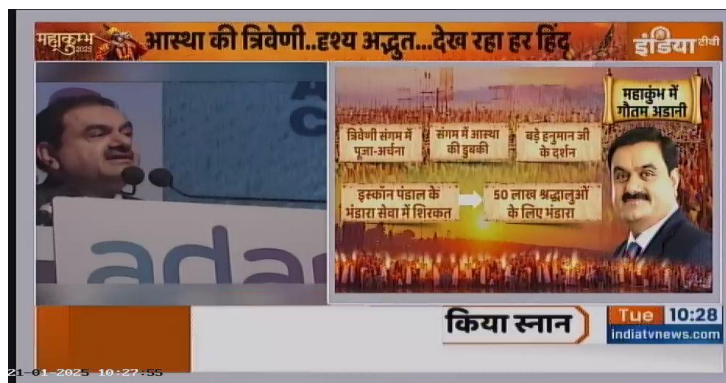 महाकुम्भ
2025
आस्था की त्रिवेणी..दृश्य अद्भुत...देख रहा हर हिंद
इंडिया टीवी
महाकुंभ में
गौतम अडानी
त्रिवेणी संगम में
पूजा-अर्चना
संगम में आस्था
की डुबकी
बड़े हनुमान जी
के दर्शन
इस्कॉन पंडाल के
भंडारा सेवा में शिरकत
50 लाख श्रद्धालुओं
के लिए भंडारा
adan
किया स्नान
Tue 10:28
indiatvnews.com
21-01-2025 10:27:55